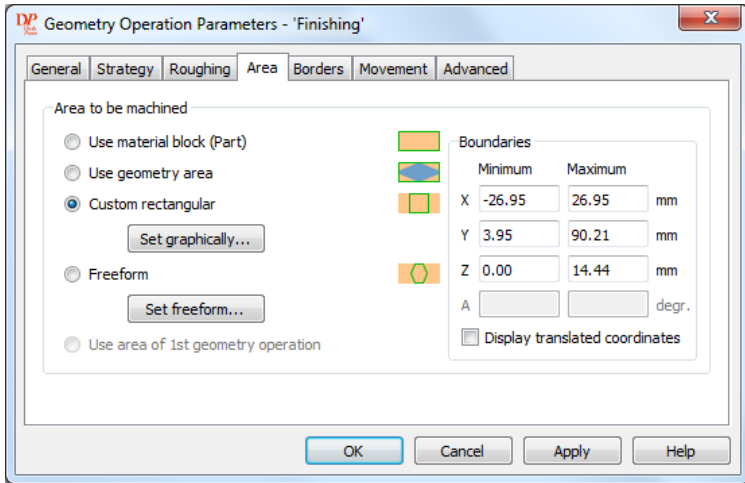 DP Geometry Operation Parameters - 'Finishing'
General Strategy Roughing Area Borders Movement Advanced
Area to be machined
Use material block (Part)
Use geometry area
Custom rectangular
Set graphically...
Freeform
Set freeform...
Use area of 1st geometry operation
Boundaries
Minimum Maximum
X -26.95 26.95 mm
Y 3.95 90.21 mm
Z 0.00 14.44 mm
A degr.
Display translated coordinates
OK Cancel Apply Help